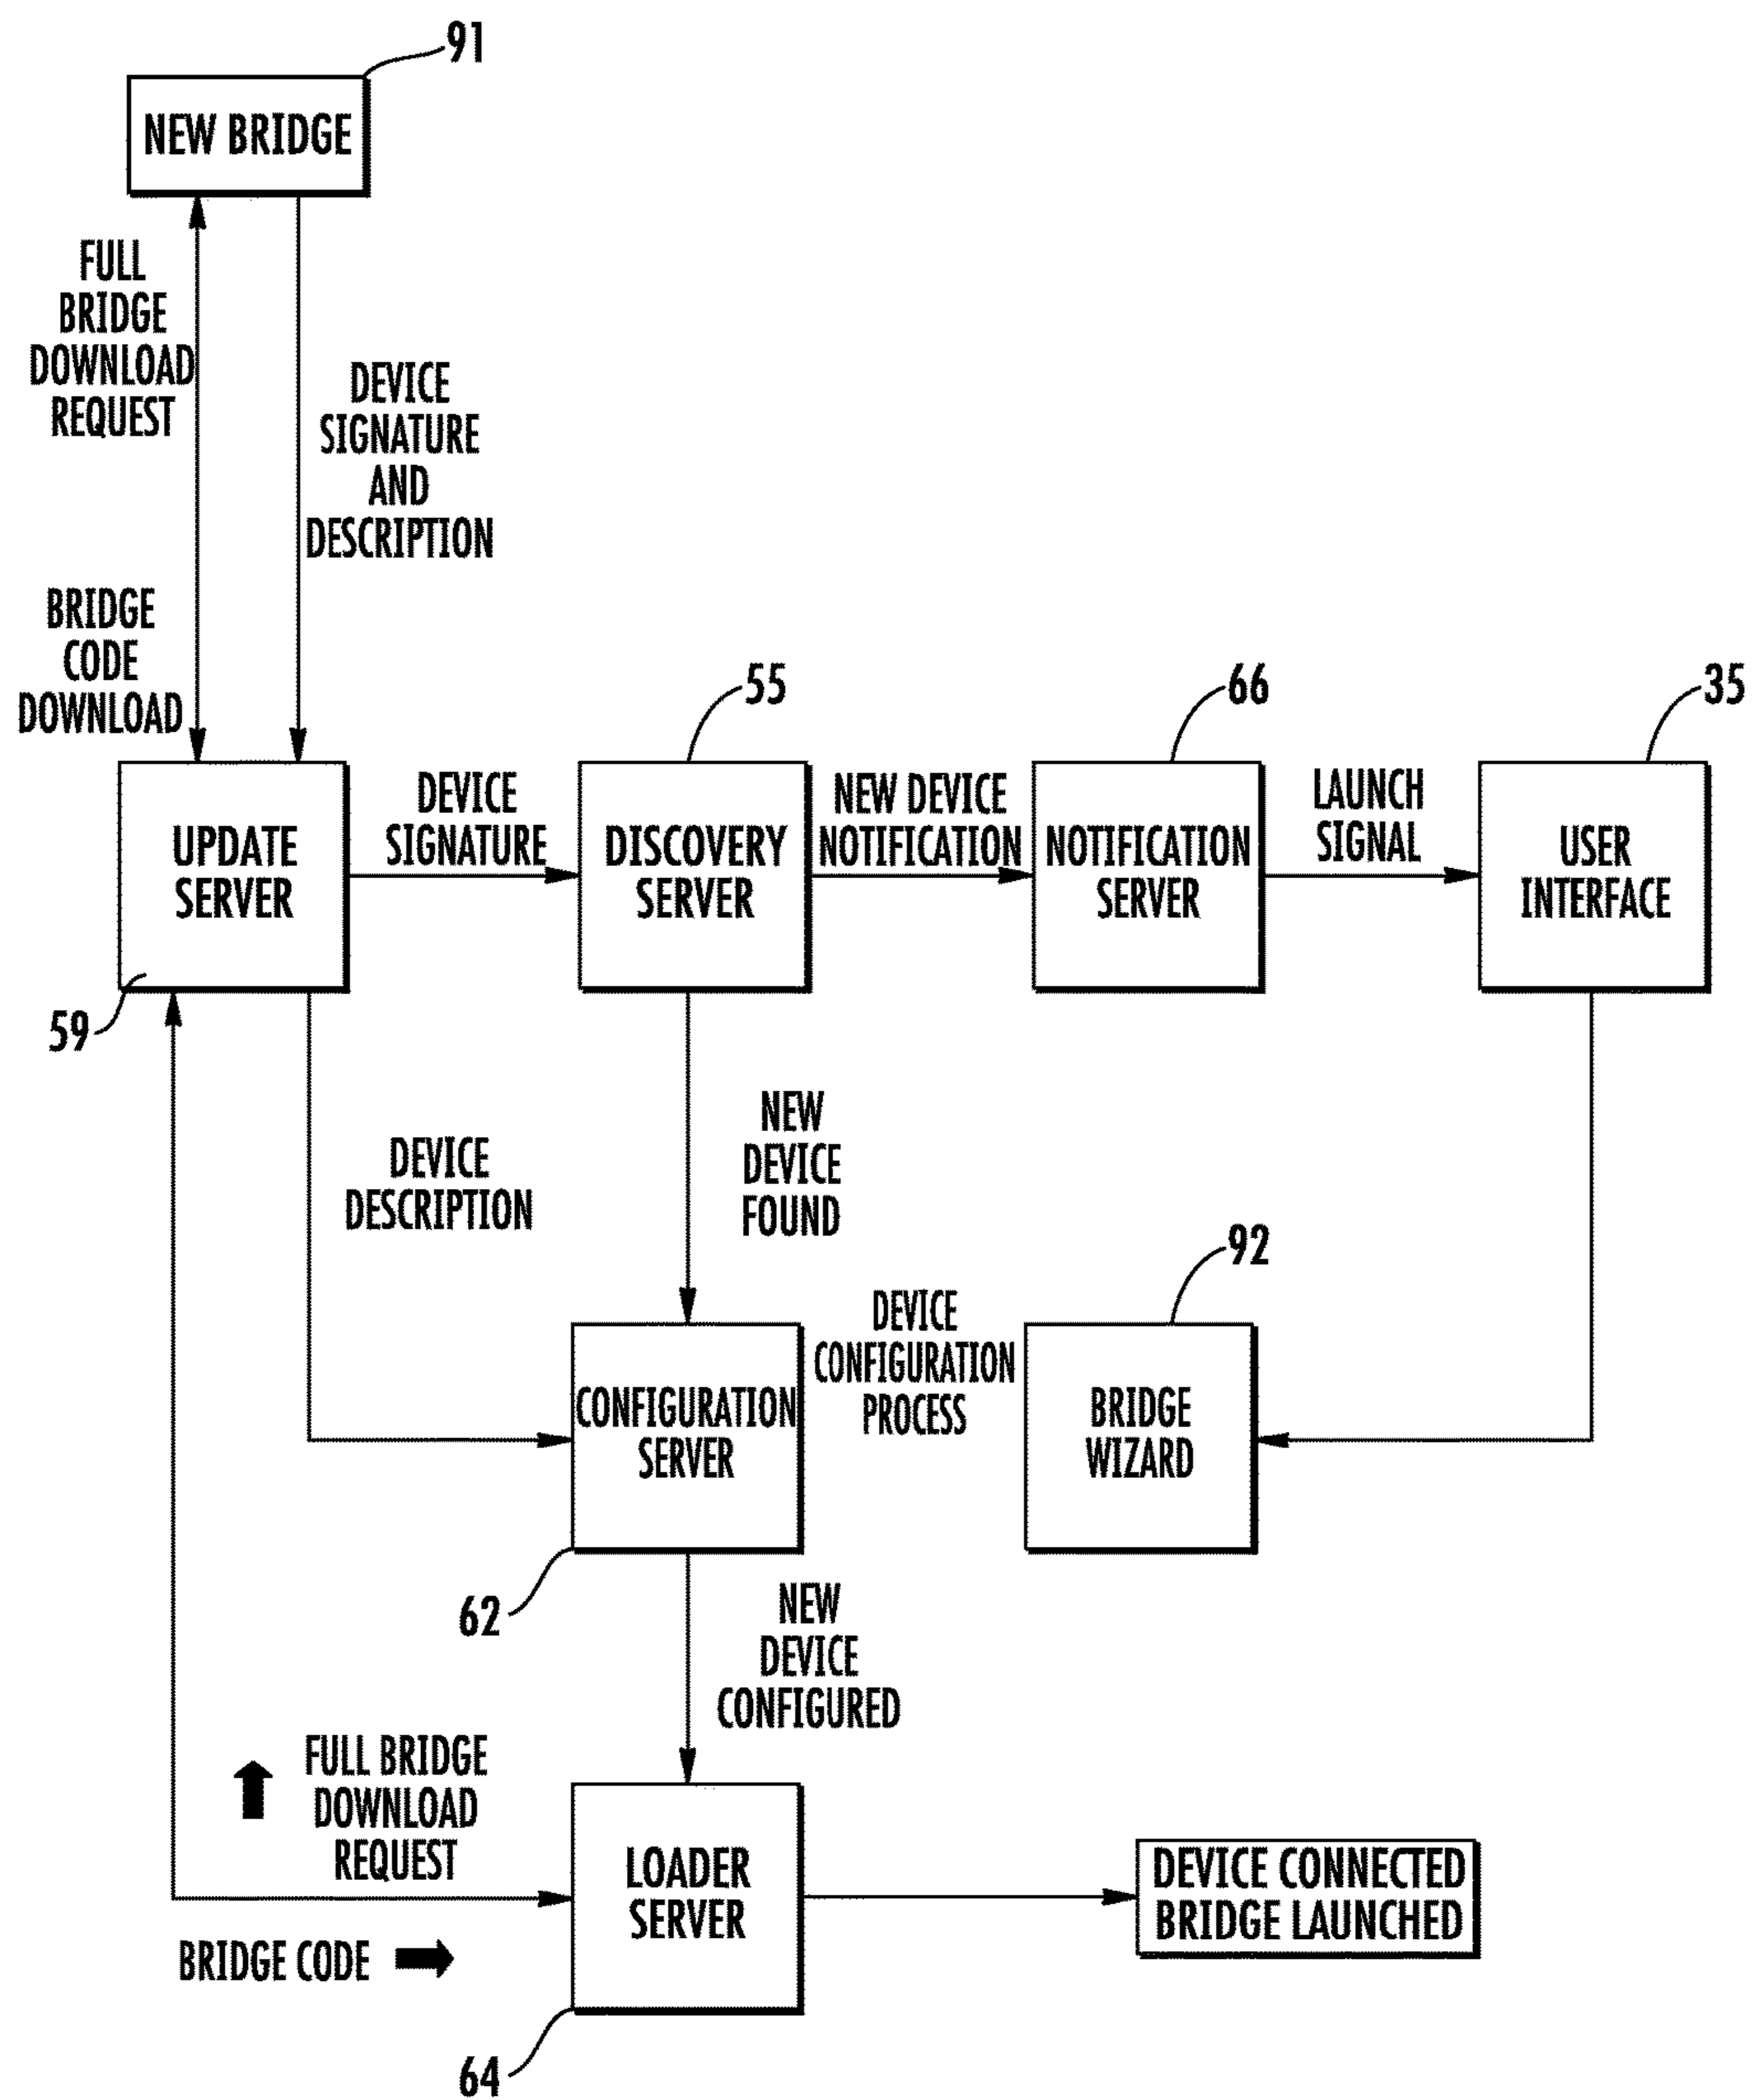 91
NEW BRIDGE
FULL
BRIDGE
DOWNLOAD
REQUEST
DEVICE
SIGNATURE
AND
DESCRIPTION
BRIDGE
CODE
DOWNLOAD
55
66
35
UPDATE
SERVER
DEVICE
SIGNATURE
DISCOVERY
SERVER
NEW DEVICE
NOTIFICATION
NOTIFICATION
SERVER
LAUNCH
SIGNAL
USER
INTERFACE
59
DEVICE
DESCRIPTION
NEW
DEVICE
FOUND
92
CONFIGURATION
SERVER
DEVICE
CONFIGURATION
PROCESS
BRIDGE
WIZARD
62
NEW
DEVICE
CONFIGURED
FULL BRIDGE
DOWNLOAD
REQUEST
BRIDGE CODE
LOADER
SERVER
DEVICE CONNECTED
BRIDGE LAUNCHED
64